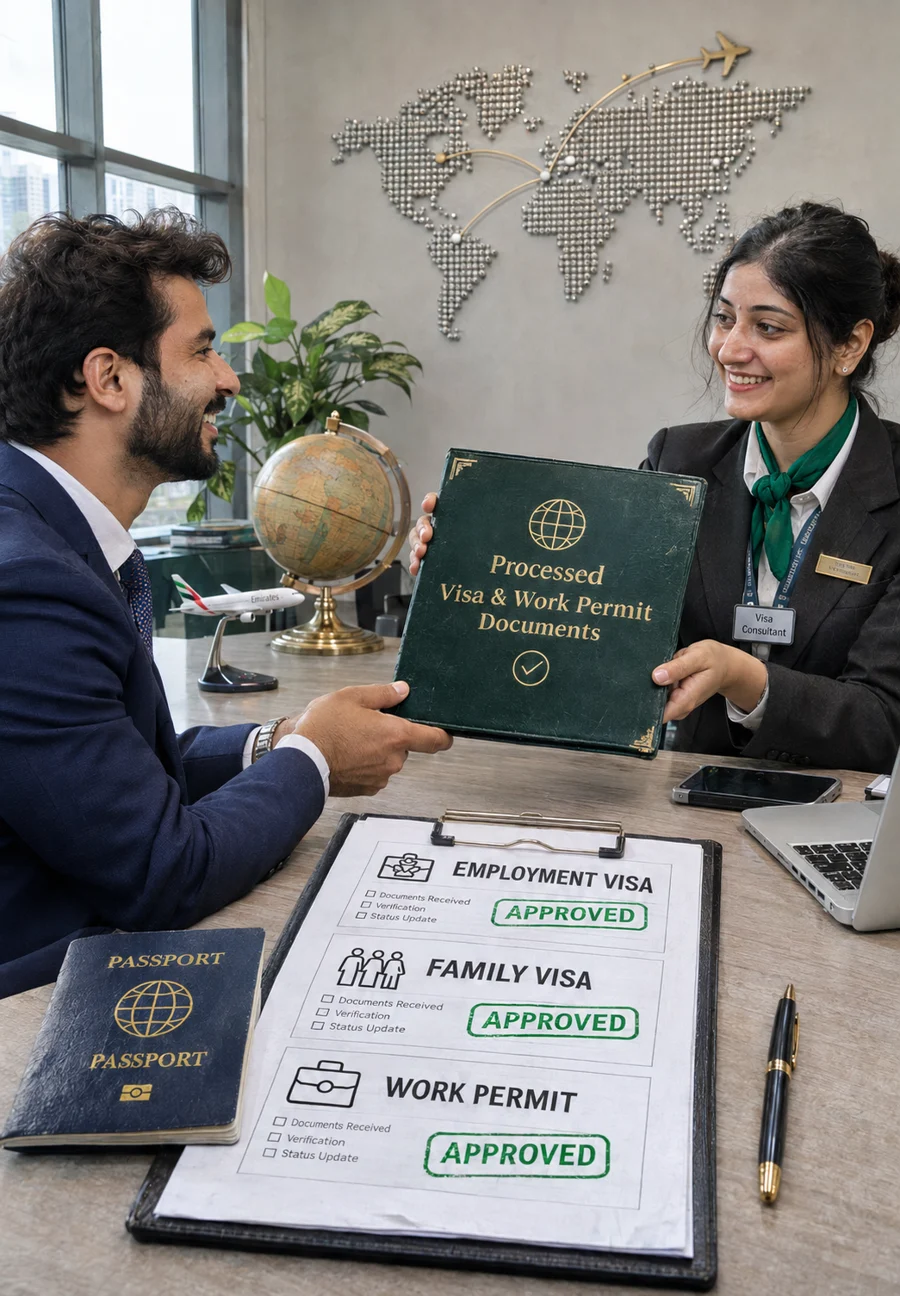 Emirates
Processed
Visa & Work Permit
Documents
Visa
Consultant
EMPLOYMENT VISA
Documents Received
Verification
Status Update
APPROVED
FAMILY VISA
Documents Received
Verification
Status Update
APPROVED
WORK PERMIT
Documents Received
Verification
Status Update
APPROVED
PASSPORT
PASSPORT